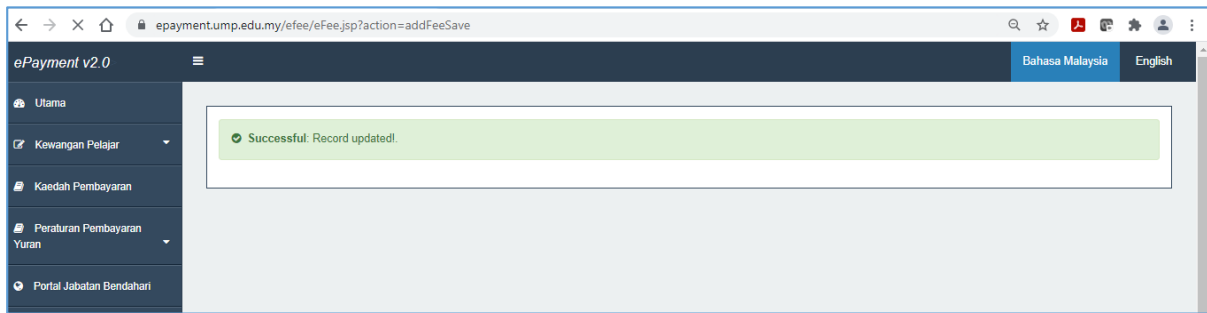 epayment.ump.edu.my/efee/eFee.jsp?action=addFeeSave
ePayment v2.0
Bahasa Malaysia
English
Utama
Kewangan Pelajar
Kaedah Pembayaran
Peraturan Pembayaran
Yuran
Portal Jabatan Bendahari
Successful: Record updated!.